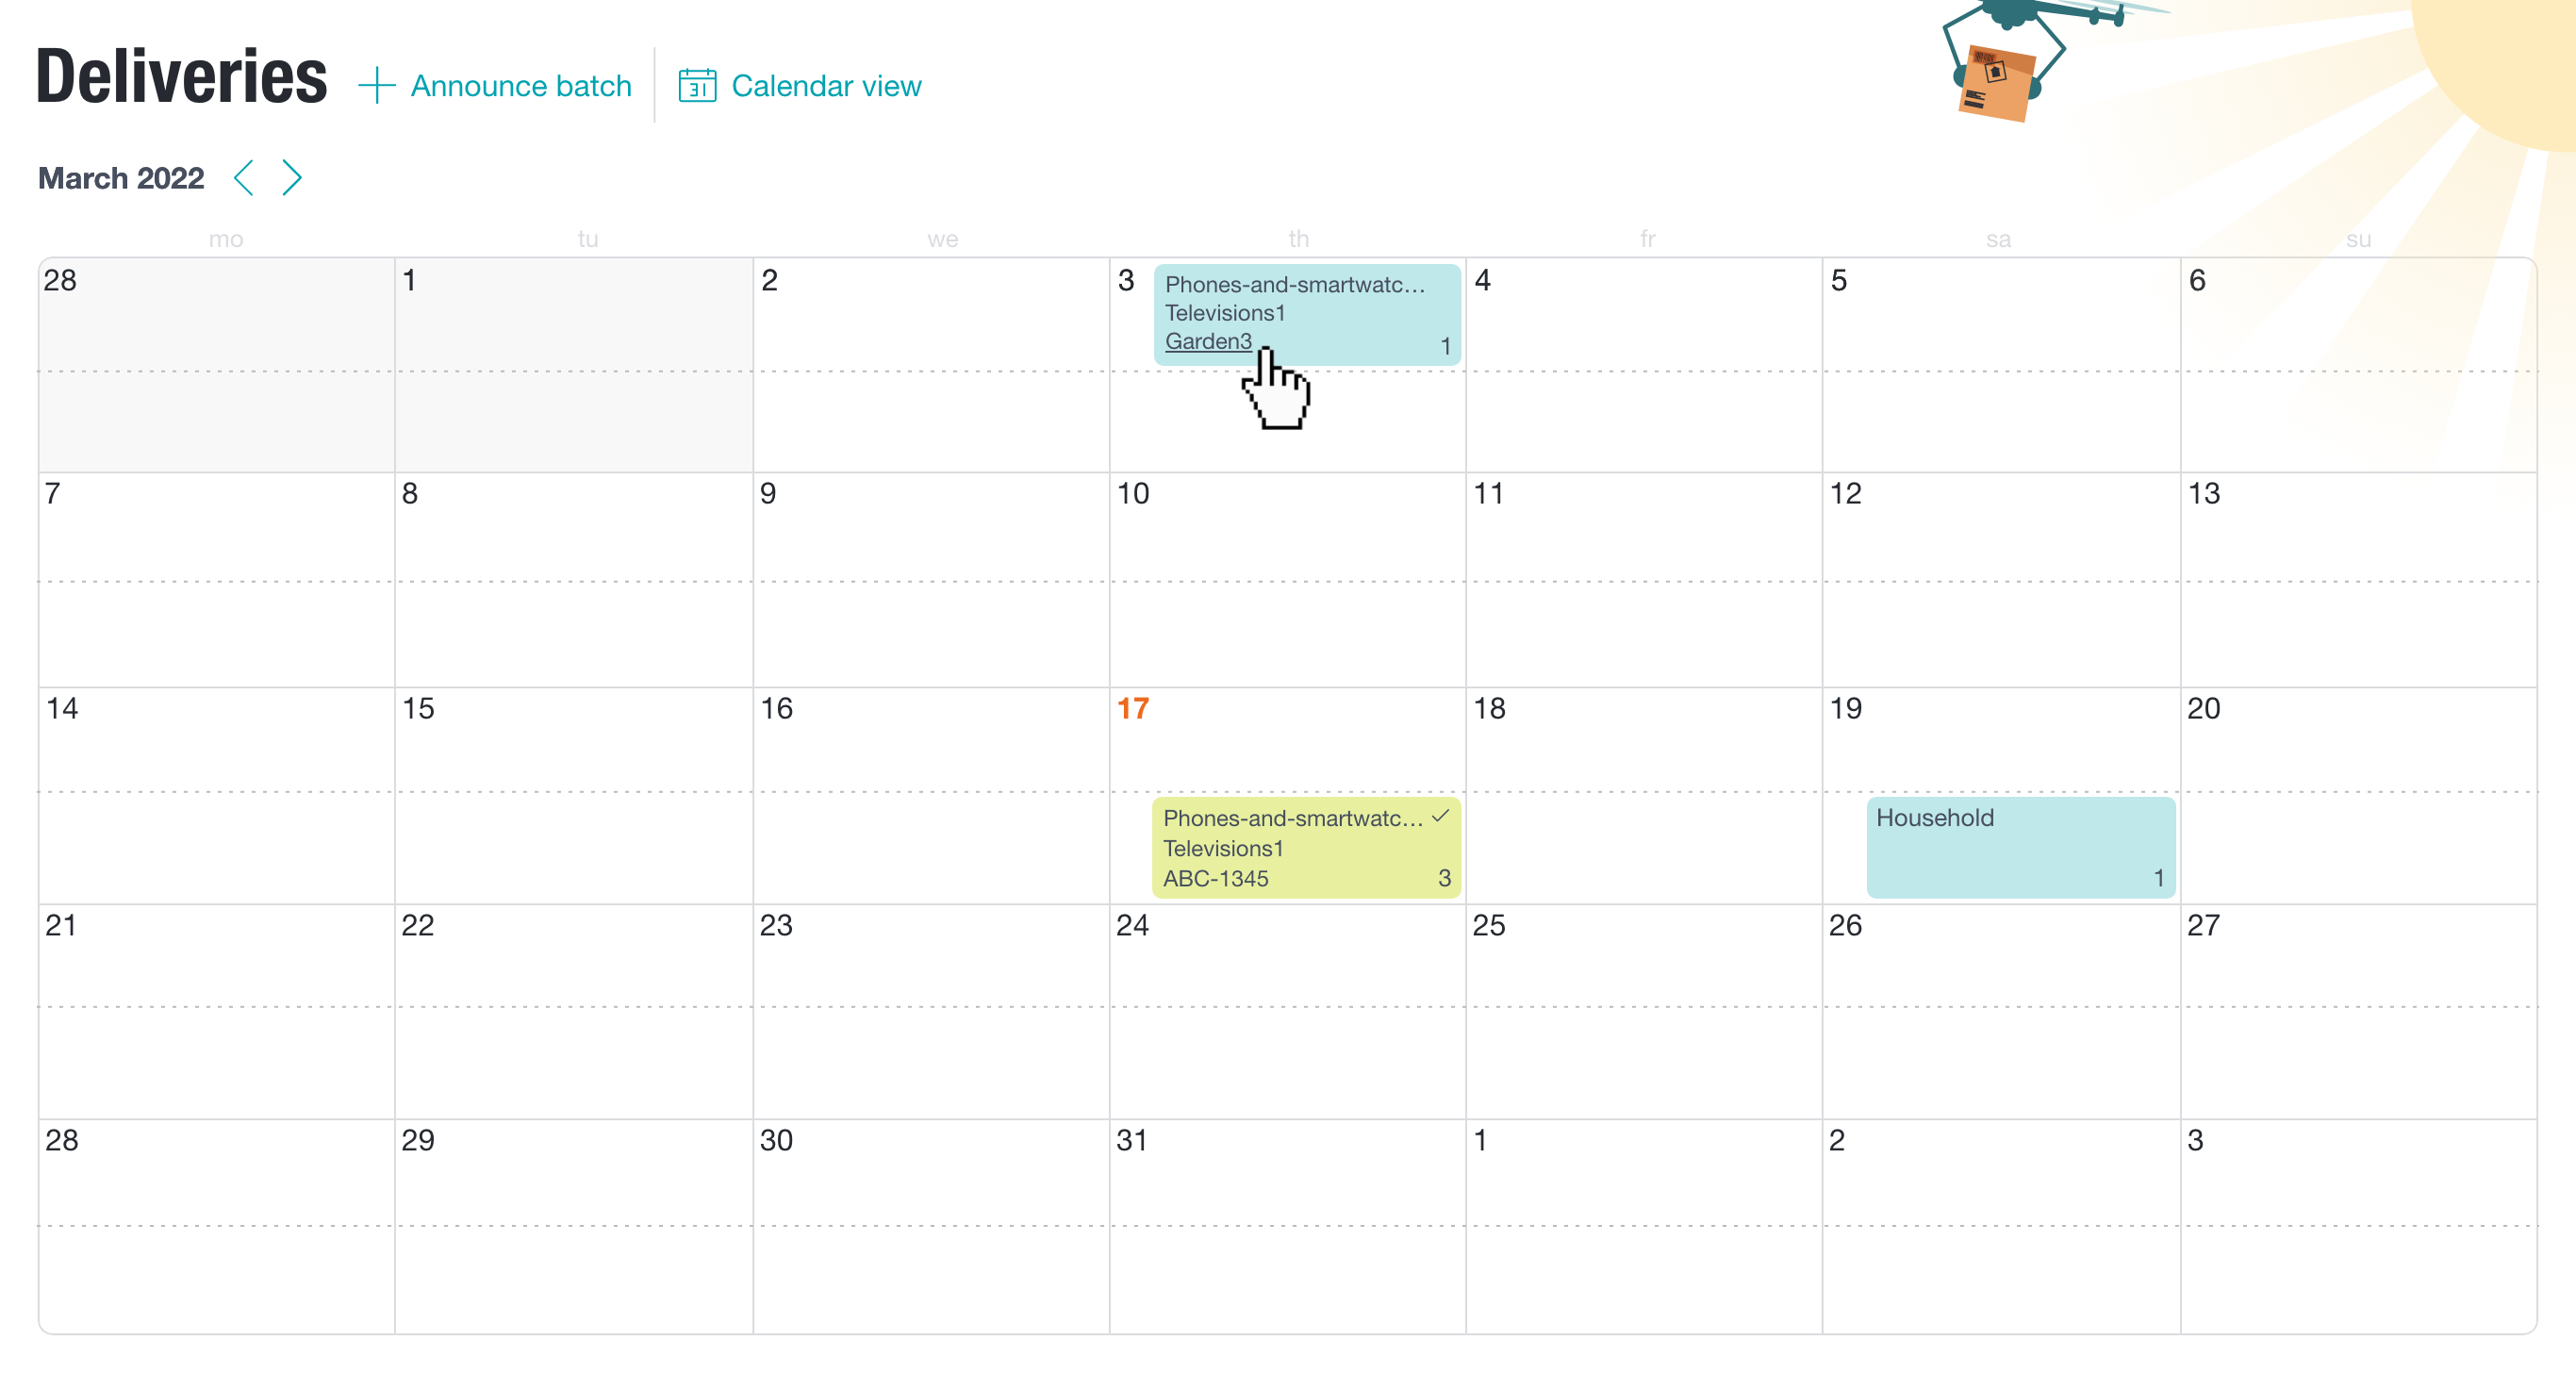 Deliveries
Announce batch
31
Calendar view
March 2022
mo tu we th fr sa su
28 1 2 3 4 5 6
Phones-and-smartwatc...
Televisions1
Garden3
1
7 8 9 10 11 12 13
14 15 16 17 18 19 20
Phones-and-smartwatc...
Televisions1
ABC-1345
3
Household
1
21 22 23 24 25 26 27
28 29 30 31 1 2 3